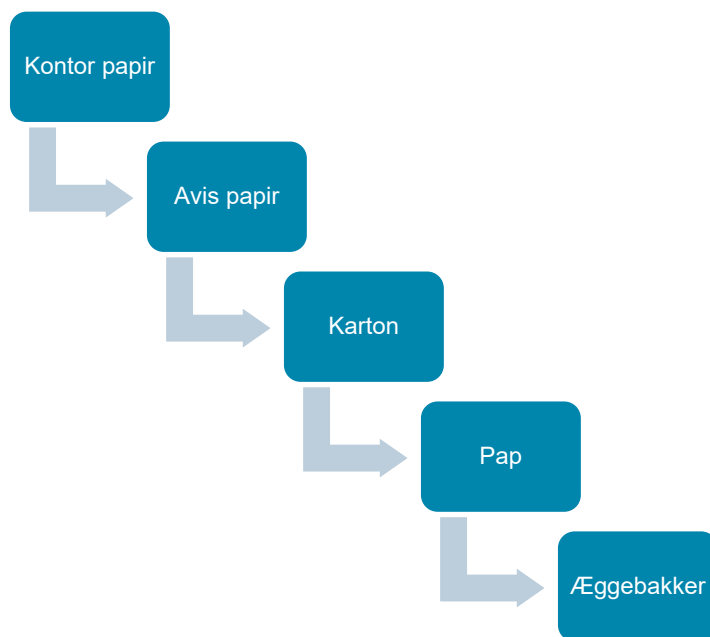 Kontor papir
Avis papir
Karton
Pap
Æggebakker